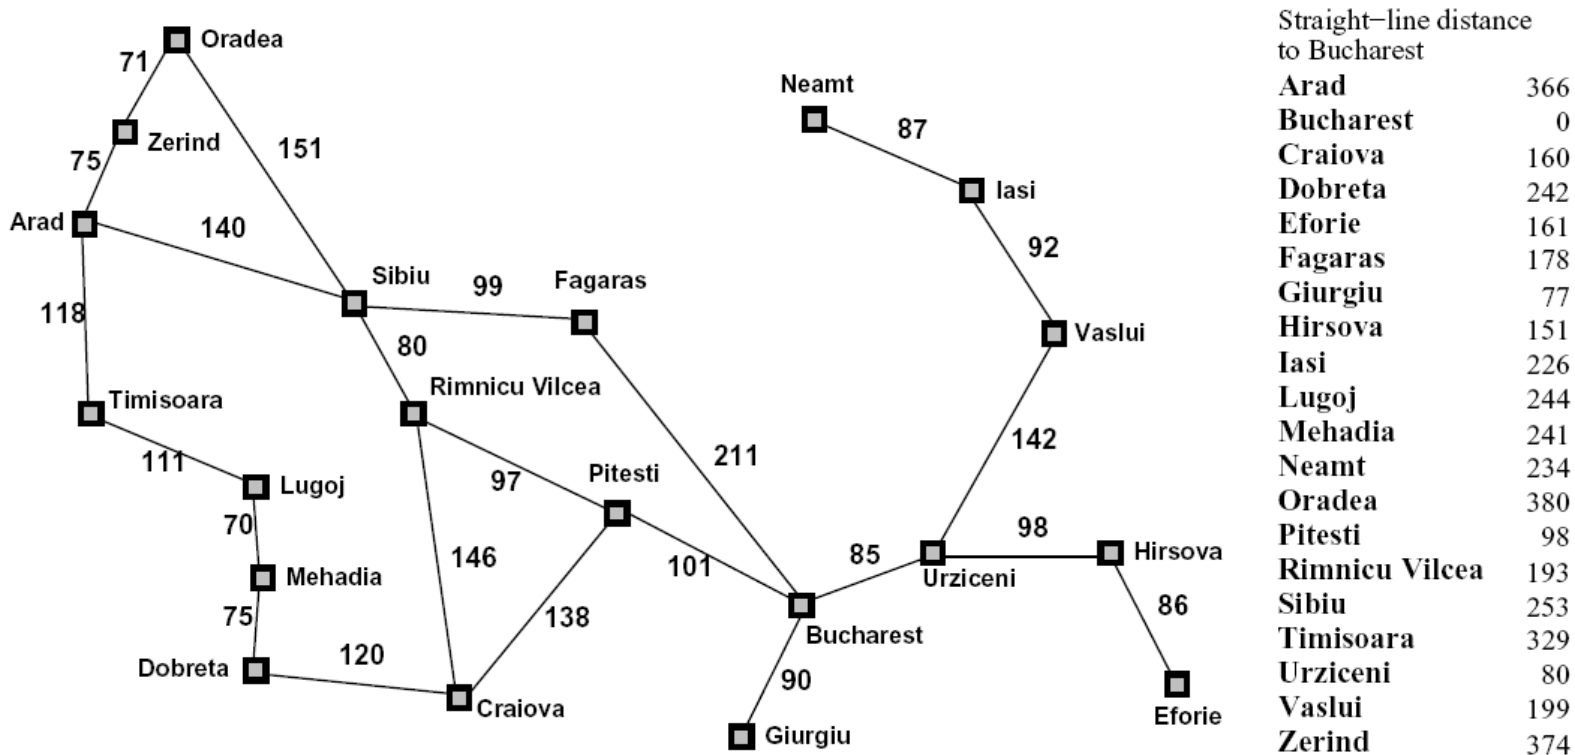 Oradea
71
Neamt
Zerind
151
87
75
Arad
140
Iasi
92
Sibiu
99
Fagaras
118
80
Vaslui
Rimnicu Vilcea
Timisoara
142
111
211
97
Pitesti
Lugoj
70
98
Hirsova
146
101
85
Urziceni
Mehadia
86
75
138
Bucharest
120
Dobreta
90
Craiova
Giurgiu
Eforie
Straight−line distance
to Bucharest
Arad 366
Bucharest 0
Craiova 160
Dobreta 242
Eforie 161
Fagaras 178
Giurgiu 77
Hirsova 151
Iasi 226
Lugoj 244
Mehadia 241
Neamt 234
Oradea 380
Pitesti 98
Rimnicu Vilcea 193
Sibiu 253
Timisoara 329
Urziceni 80
Vaslui 199
Zerind 374